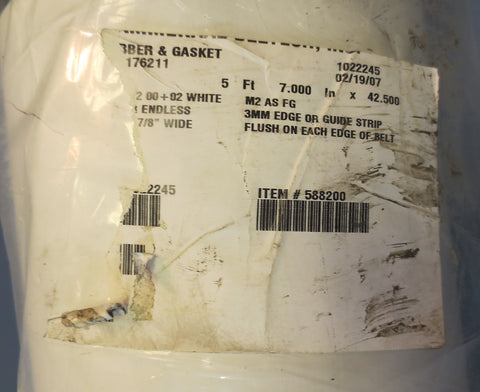 BBER & GASKET
176211
1022245
02/19/07
5 Ft 7.000 In x 42.500
2 00+02 WHITE
M2 AS FG
ENDLESS
3MM EDGE OR GUIDE STRIP
7/8" WIDE
FLUSH ON EACH EDGE OF BELT
2245
ITEM # 588200